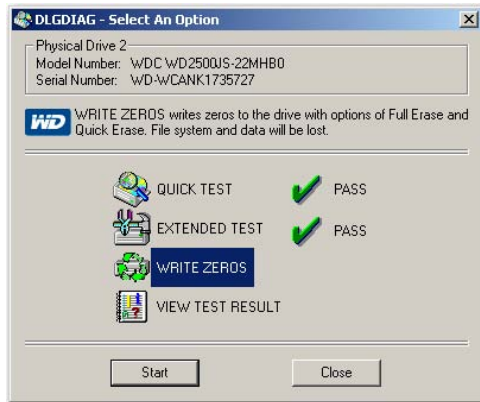 DLGDIAG - Select An Option
Physical Drive 2
Model Number: WDC WD2500JS-22MHB0
Serial Number: WD-WCANK1735727
WD
WRITE ZEROS writes zeros to the drive with options of Full Erase and
Quick Erase. File system and data will be lost.
QUICK TEST PASS
EXTENDED TEST PASS
WRITE ZEROS
VIEW TEST RESULT
Start Close